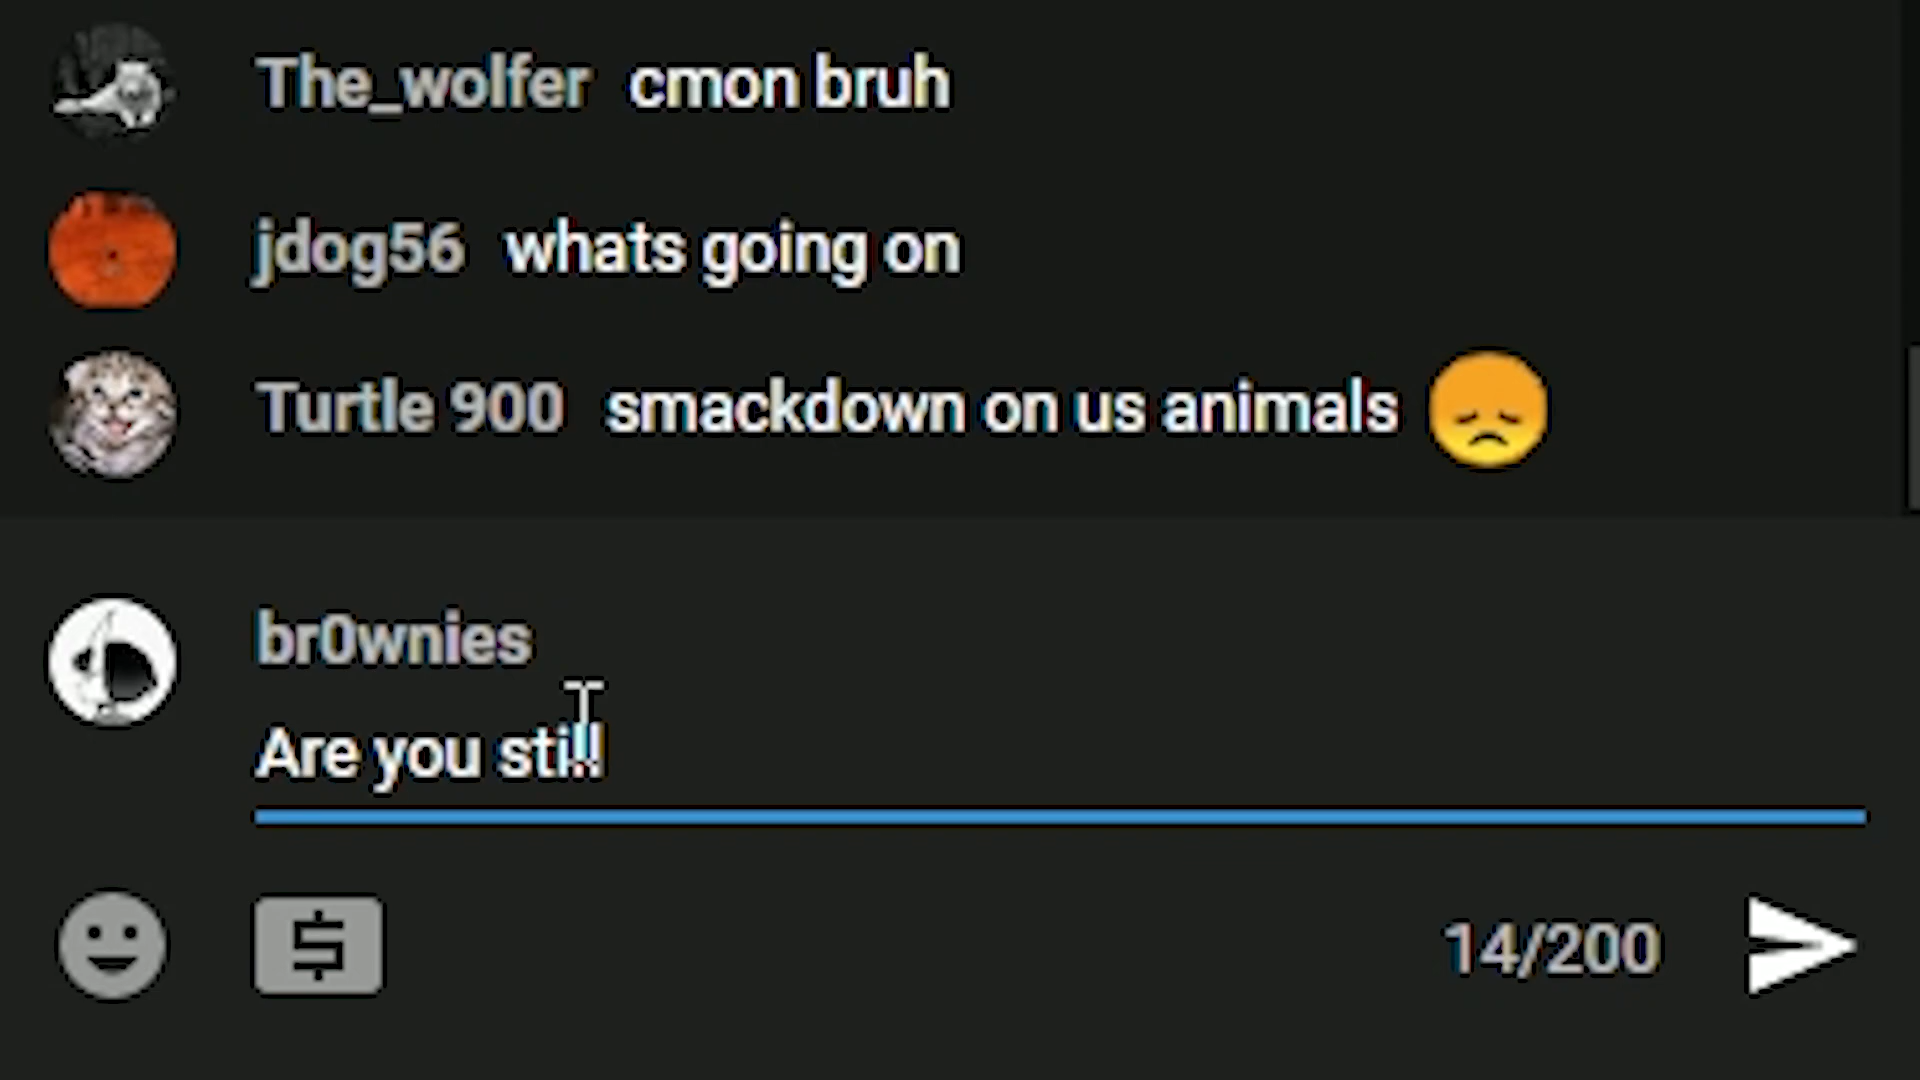 The_wolfer cmon bruh
jdog56 whats going on
Turtle 900 smackdown on us animals 😞
br0wnies
Are you still
$
14/200